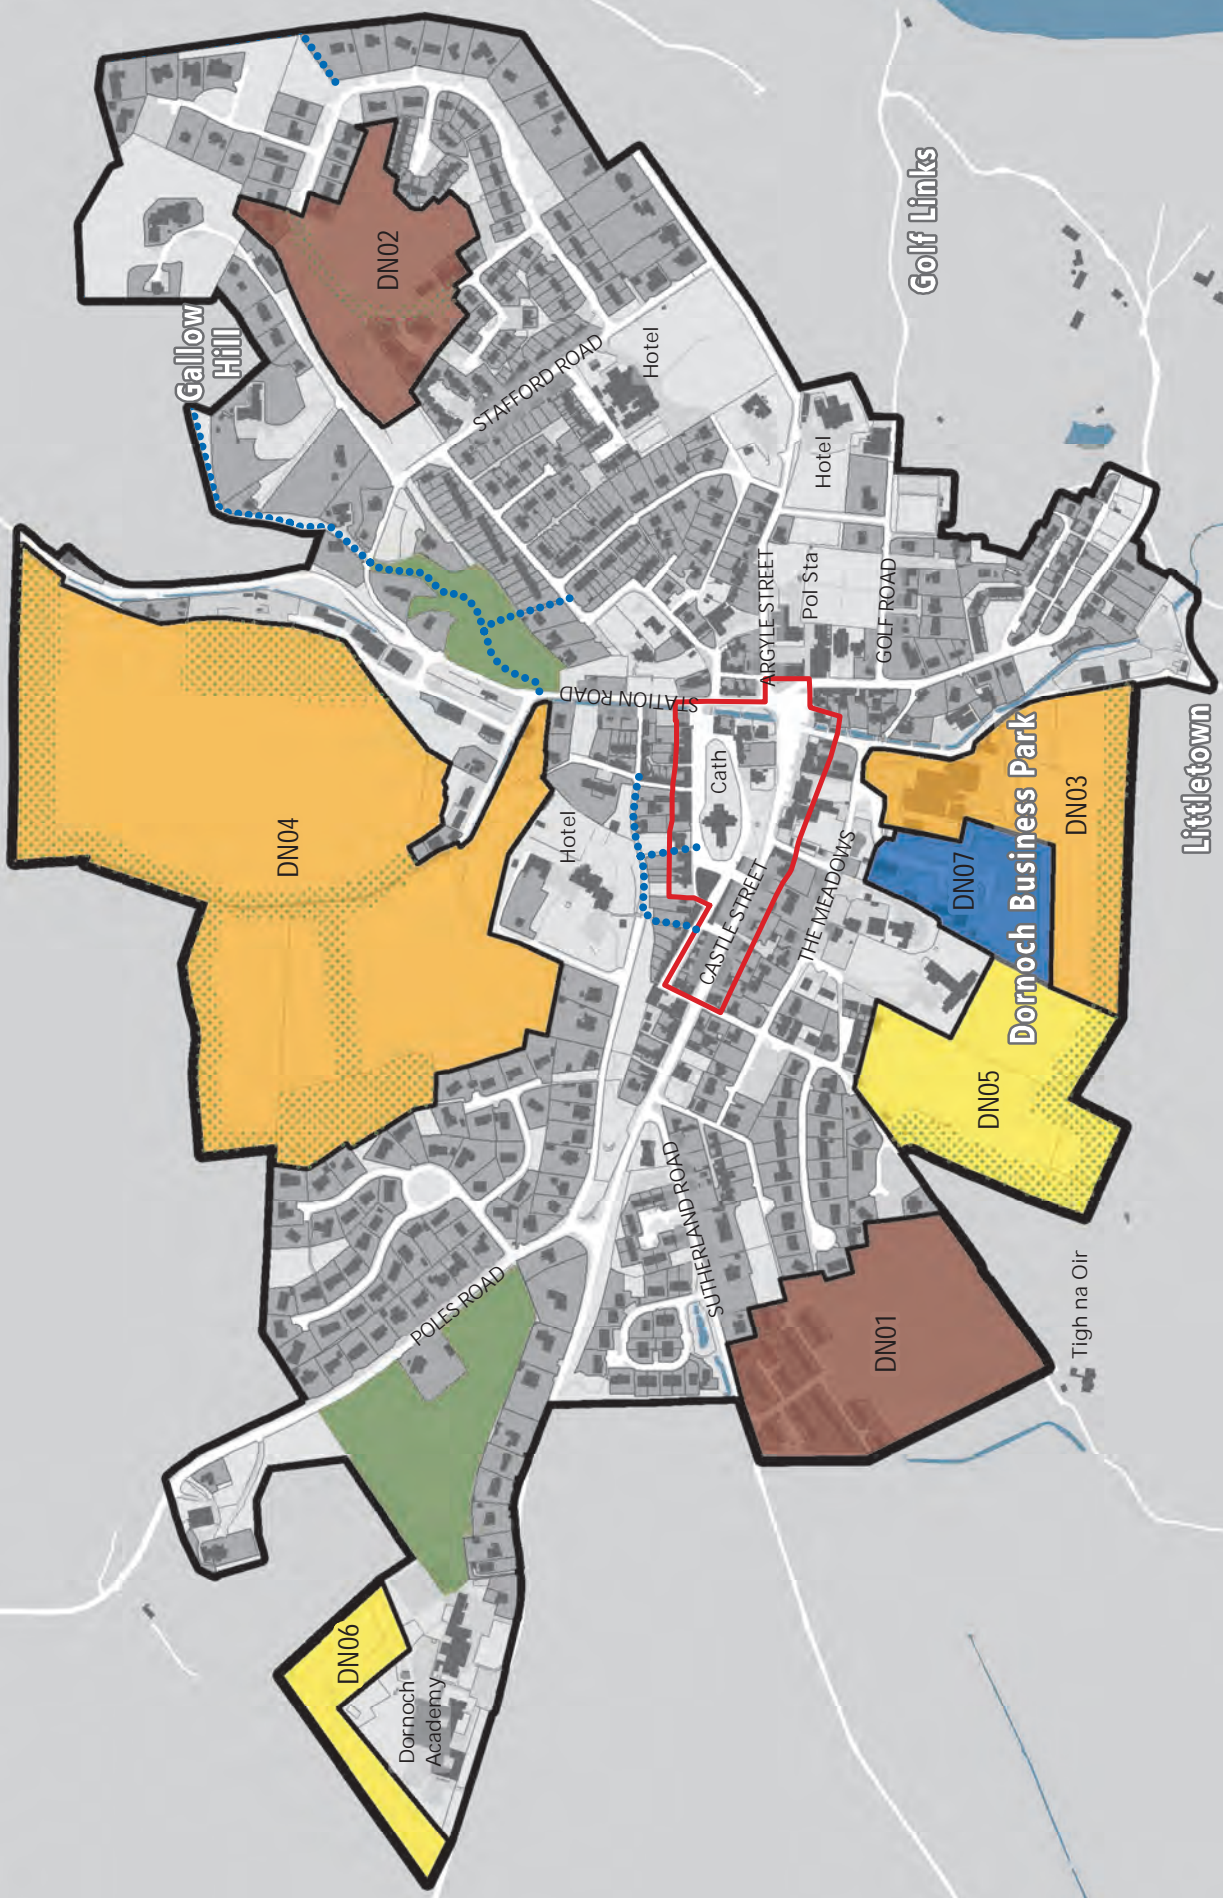 DN02
Gallow
Hill
Golf Links
STAFFORD ROAD
Hotel
Hotel
ARGYLE STREET
Pol Sta
GOLF ROAD
STATION ROAD
DN04
Hotel
Cath
CASTLE STREET
THE MEADOWS
DN07
Dornoch Business Park
DN03
Littletown
DN05
SUTHERLAND ROAD
POLES ROAD
DN01
Tigh na Oir
DN06
Dornoch
Academy